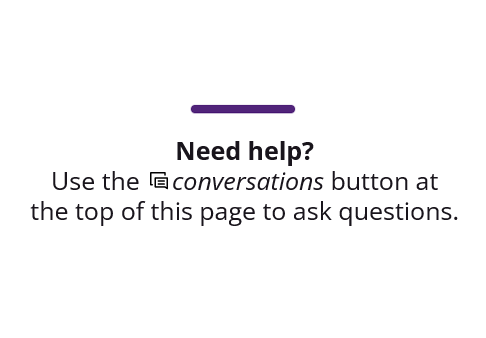 Need help?
Use the conversations button at
the top of this page to ask questions.